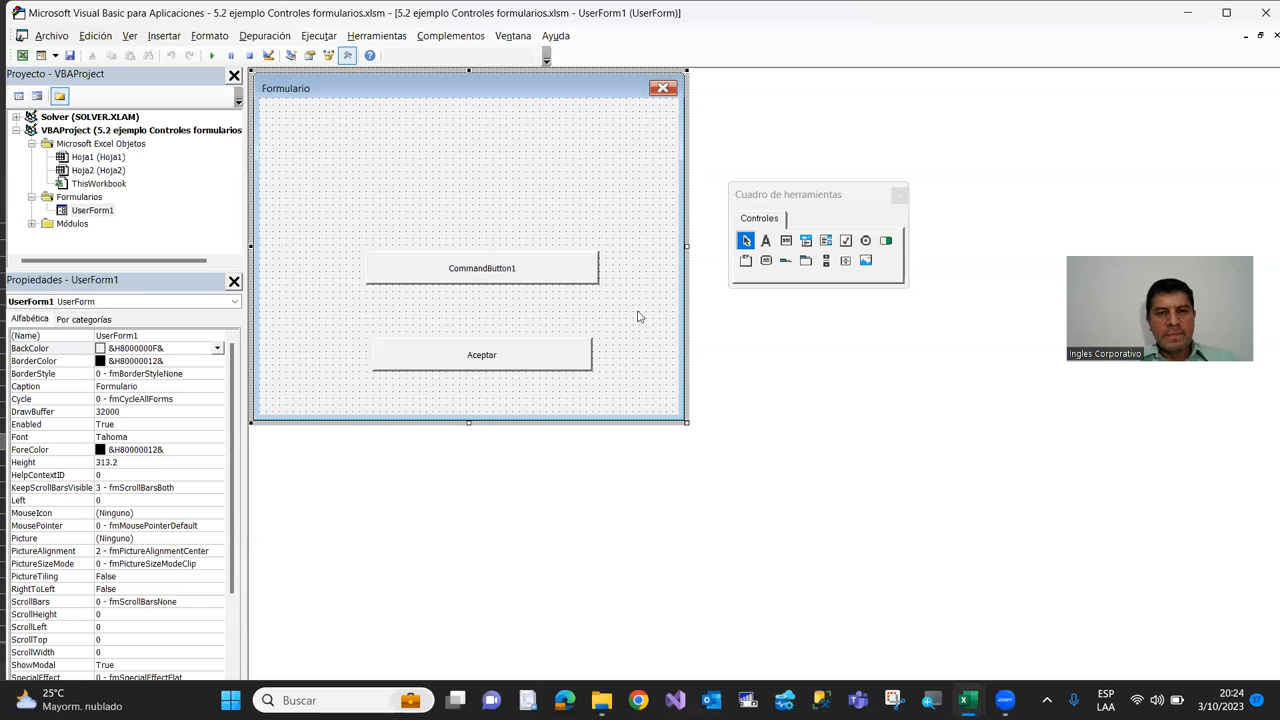 Microsoft Visual Basic para Aplicaciones - 5.2 ejemplo Controles formularios.xlsm - [5.2 ejemplo Controles formularios.xlsm - UserForm1 (UserForm)]
Archivo Edición Ver Insertar Formato Depuración Ejecutar Herramientas Complementos Ventana Ayuda
Proyecto - VBAProject
Solver (SOLVER.XLAM)
VBAProject (5.2 ejemplo Controles formularios
Microsoft Excel Objetos
Hoja1 (Hoja1)
Hoja2 (Hoja2)
ThisWorkbook
Formularios
UserForm1
Módulos
Propiedades - UserForm1
UserForm1 UserForm
Alfabética Por categorías
(Name) UserForm1
BackColor &H8000000F&
BorderColor &H80000012&
BorderStyle 0 - fmBorderStyleNone
Caption Formulario
Cycle 0 - fmCycleAllForms
DrawBuffer 32000
Enabled True
Font Tahoma
ForeColor &H80000012&
Height 313.2
HelpContextID 0
KeepScrollBarsVisible 3 - fmScrollBarsBoth
Left 0
MouseIcon (Ninguno)
MousePointer 0 - fmMousePointerDefault
Picture (Ninguno)
PictureAlignment 2 - fmPictureAlignmentCenter
PictureSizeMode 0 - fmPictureSizeModeClip
PictureTiling False
RightToLeft False
ScrollBars 0 - fmScrollBarsNone
ScrollHeight 0
ScrollLeft 0
ScrollTop 0
ScrollWidth 0
ShowModal True
SpecialEffect 0 - fmSpecialEffectFlat
Formulario
CommandButton1
Aceptar
Cuadro de herramientas
Controles
Ingles Corporativo
25°C
Mayorm. nublado
Buscar
ESP
LAA
20:24
3/10/2023